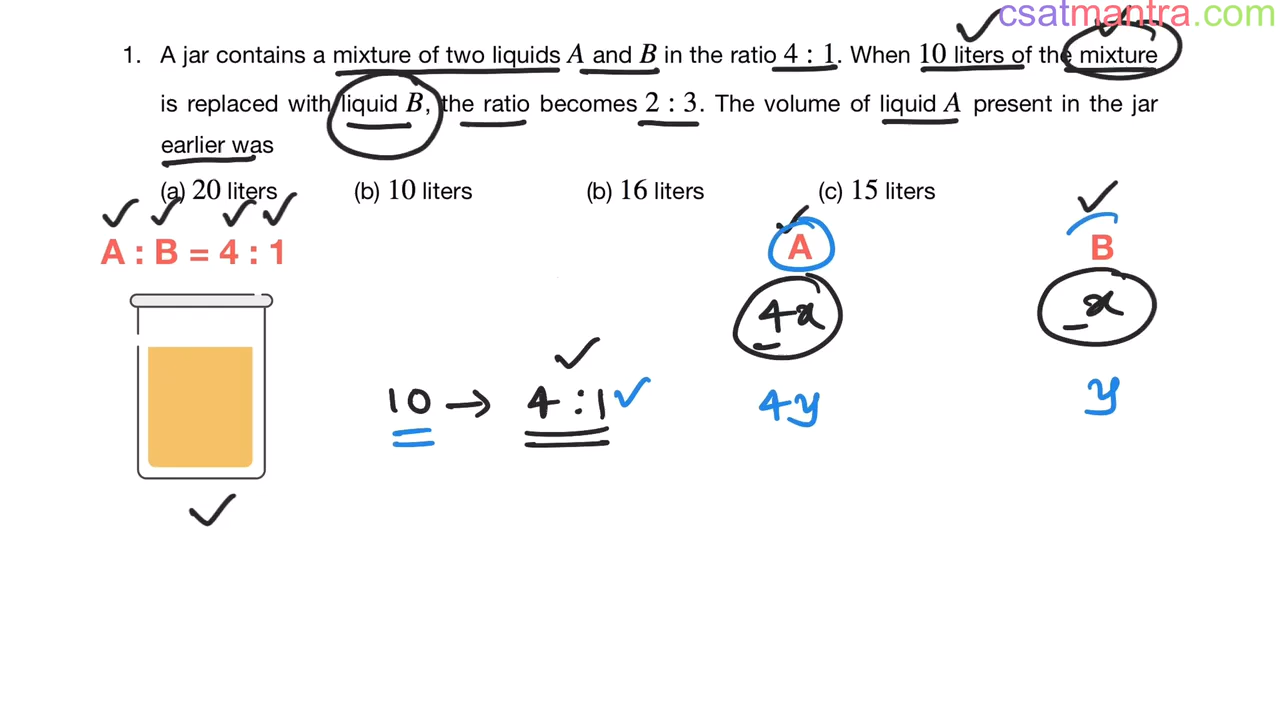 csatmantra.com
1. A jar contains a mixture of two liquids A and B in the ratio 4 : 1. When 10 liters of the mixture
is replaced with liquid B, the ratio becomes 2 : 3. The volume of liquid A present in the jar
earlier was
(a) 20 liters (b) 10 liters (b) 16 liters (c) 15 liters
A : B = 4 : 1
A B
4x x
10 → 4 : 1 4y y